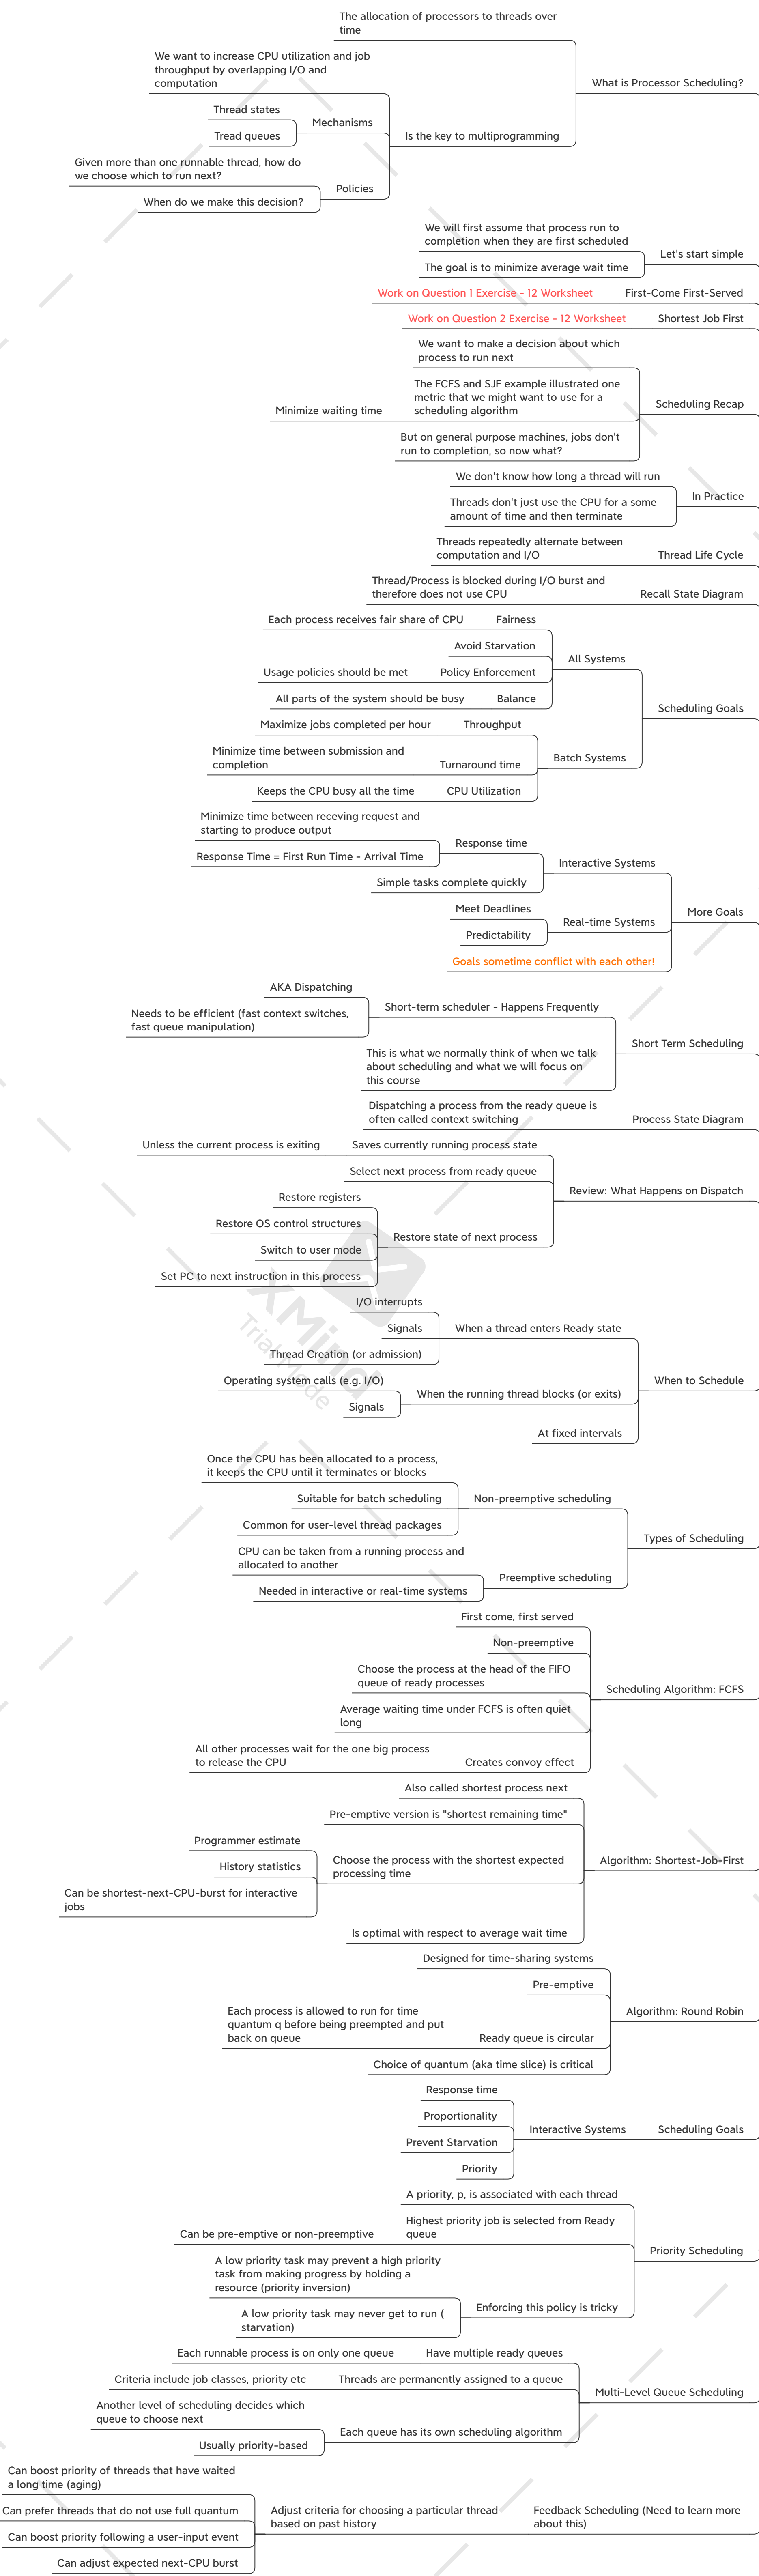 The allocation of processors to threads over
time
We want to increase CPU utilization and job
throughput by overlapping I/O and
computation
What is Processor Scheduling?
Thread states
Mechanisms
Tread queues
Is the key to multiprogramming
Given more than one runnable thread, how do
we choose which to run next?
Policies
When do we make this decision?
We will first assume that process run to
completion when they are first scheduled
Let's start simple
The goal is to minimize average wait time
Work on Question 1 Exercise - 12 Worksheet
First-Come First-Served
Work on Question 2 Exercise - 12 Worksheet
Shortest Job First
We want to make a decision about which
process to run next
The FCFS and SJF example illustrated one
metric that we might want to use for a
scheduling algorithm
Minimize waiting time
Scheduling Recap
But on general purpose machines, jobs don't
run to completion, so now what?
We don't know how long a thread will run
In Practice
Threads don't just use the CPU for a some
amount of time and then terminate
Threads repeatedly alternate between
computation and I/O
Thread Life Cycle
Thread/Process is blocked during I/O burst and
therefore does not use CPU
Recall State Diagram
Each process receives fair share of CPU
Fairness
Avoid Starvation
All Systems
Usage policies should be met
Policy Enforcement
All parts of the system should be busy
Balance
Scheduling Goals
Maximize jobs completed per hour
Throughput
Minimize time between submission and
completion
Turnaround time
Batch Systems
Keeps the CPU busy all the time
CPU Utilization
Minimize time between receving request and
starting to produce output
Response time
Response Time = First Run Time - Arrival Time
Interactive Systems
Simple tasks complete quickly
Meet Deadlines
More Goals
Real-time Systems
Predictability
Goals sometime conflict with each other!
AKA Dispatching
Short-term scheduler - Happens Frequently
Needs to be efficient (fast context switches,
fast queue manipulation)
Short Term Scheduling
This is what we normally think of when we talk
about scheduling and what we will focus on
this course
Dispatching a process from the ready queue is
often called context switching
Process State Diagram
Unless the current process is exiting
Saves currently running process state
Select next process from ready queue
Review: What Happens on Dispatch
Restore registers
Restore OS control structures
Restore state of next process
Switch to user mode
Set PC to next instruction in this process
XMind
Trial Mode
I/O interrupts
Signals
When a thread enters Ready state
Thread Creation (or admission)
Operating system calls (e.g. I/O)
When the running thread blocks (or exits)
When to Schedule
Signals
At fixed intervals
Once the CPU has been allocated to a process,
it keeps the CPU until it terminates or blocks
Suitable for batch scheduling
Non-preemptive scheduling
Common for user-level thread packages
Types of Scheduling
CPU can be taken from a running process and
allocated to another
Preemptive scheduling
Needed in interactive or real-time systems
First come, first served
Non-preemptive
Choose the process at the head of the FIFO
queue of ready processes
Scheduling Algorithm: FCFS
Average waiting time under FCFS is often quiet
long
All other processes wait for the one big process
to release the CPU
Creates convoy effect
Also called shortest process next
Pre-emptive version is "shortest remaining time"
Programmer estimate
Choose the process with the shortest expected
processing time
Algorithm: Shortest-Job-First
History statistics
Can be shortest-next-CPU-burst for interactive
jobs
Is optimal with respect to average wait time
Designed for time-sharing systems
Pre-emptive
Each process is allowed to run for time
quantum q before being preempted and put
back on queue
Ready queue is circular
Algorithm: Round Robin
Choice of quantum (aka time slice) is critical
Response time
Proportionality
Interactive Systems
Scheduling Goals
Prevent Starvation
Priority
A priority, p, is associated with each thread
Highest priority job is selected from Ready
queue
Can be pre-emptive or non-preemptive
Priority Scheduling
A low priority task may prevent a high priority
task from making progress by holding a
resource (priority inversion)
Enforcing this policy is tricky
A low priority task may never get to run (
starvation)
Each runnable process is on only one queue
Have multiple ready queues
Criteria include job classes, priority etc
Threads are permanently assigned to a queue
Multi-Level Queue Scheduling
Another level of scheduling decides which
queue to choose next
Each queue has its own scheduling algorithm
Usually priority-based
Can boost priority of threads that have waited
a long time (aging)
Can prefer threads that do not use full quantum
Adjust criteria for choosing a particular thread
based on past history
Feedback Scheduling (Need to learn more
about this)
Can boost priority following a user-input event
Can adjust expected next-CPU burst